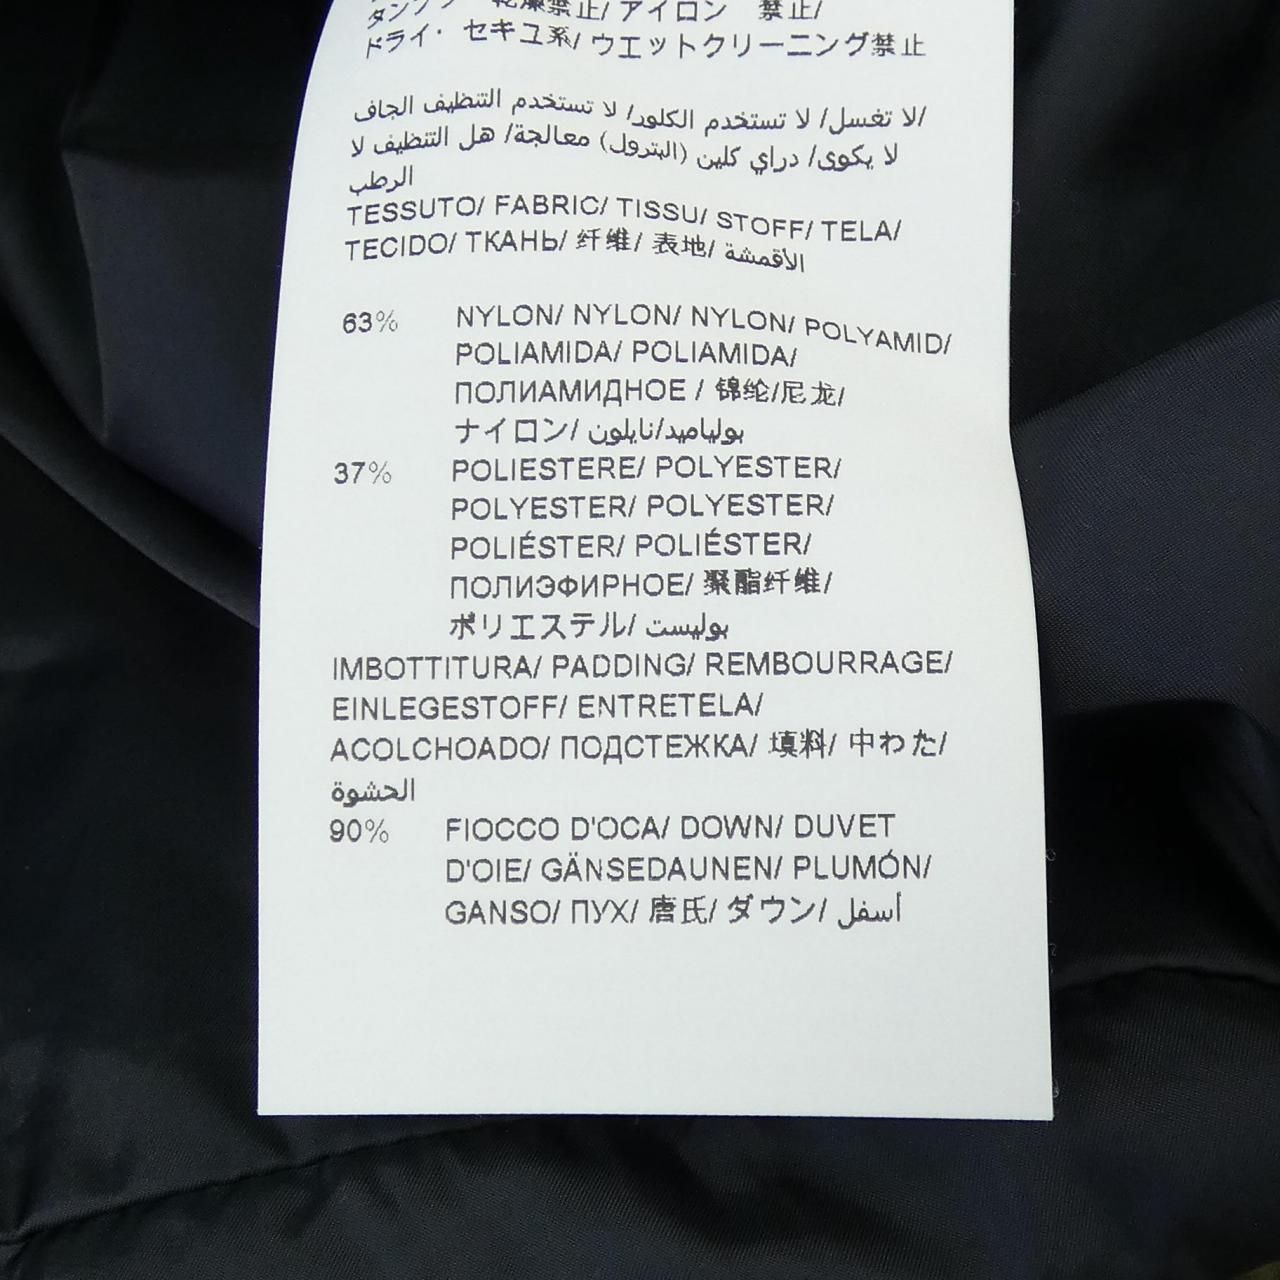 タンブラー乾燥禁止/ アイロン 禁止/
ドライ・セキユ系/ ウエットクリーニング禁止
لا تغسل/ لا تستخدم الكلور/ لا تستخدم التنظيف الجاف/
لا يكوى/ دراي كلين (البترول) معالجة/ هل التنظيف لا
الرطب
TESSUTO/ FABRIC/ TISSU/ STOFF/ TELA/
TECIDO/ ТКАНЬ/ 纤维/ 表地/ الأقمشة
63% NYLON/ NYLON/ NYLON/ POLYAMID/
POLIAMIDA/ POLIAMIDA/
ПОЛИАМИДНОЕ / 锦纶/尼龙/
ナイロン/ بولياميد/نايلون
37% POLIESTERE/ POLYESTER/
POLYESTER/ POLYESTER/
POLIÉSTER/ POLIÉSTER/
ПОЛИЭФИРНОЕ/ 聚酯纤维/
ポリエステル/ بوليست
IMBOTTITURA/ PADDING/ REMBOURRAGE/
EINLEGESTOFF/ ENTRETELA/
ACOLCHOADO/ ПОДСТЕЖКА/ 填料/ 中わた/
الحشوة
90% FIOCCO D'OCA/ DOWN/ DUVET
D'OIE/ GÄNSEDAUNEN/ PLUMÓN/
GANSO/ ПУХ/ 唐氏/ ダウン/ أسفل